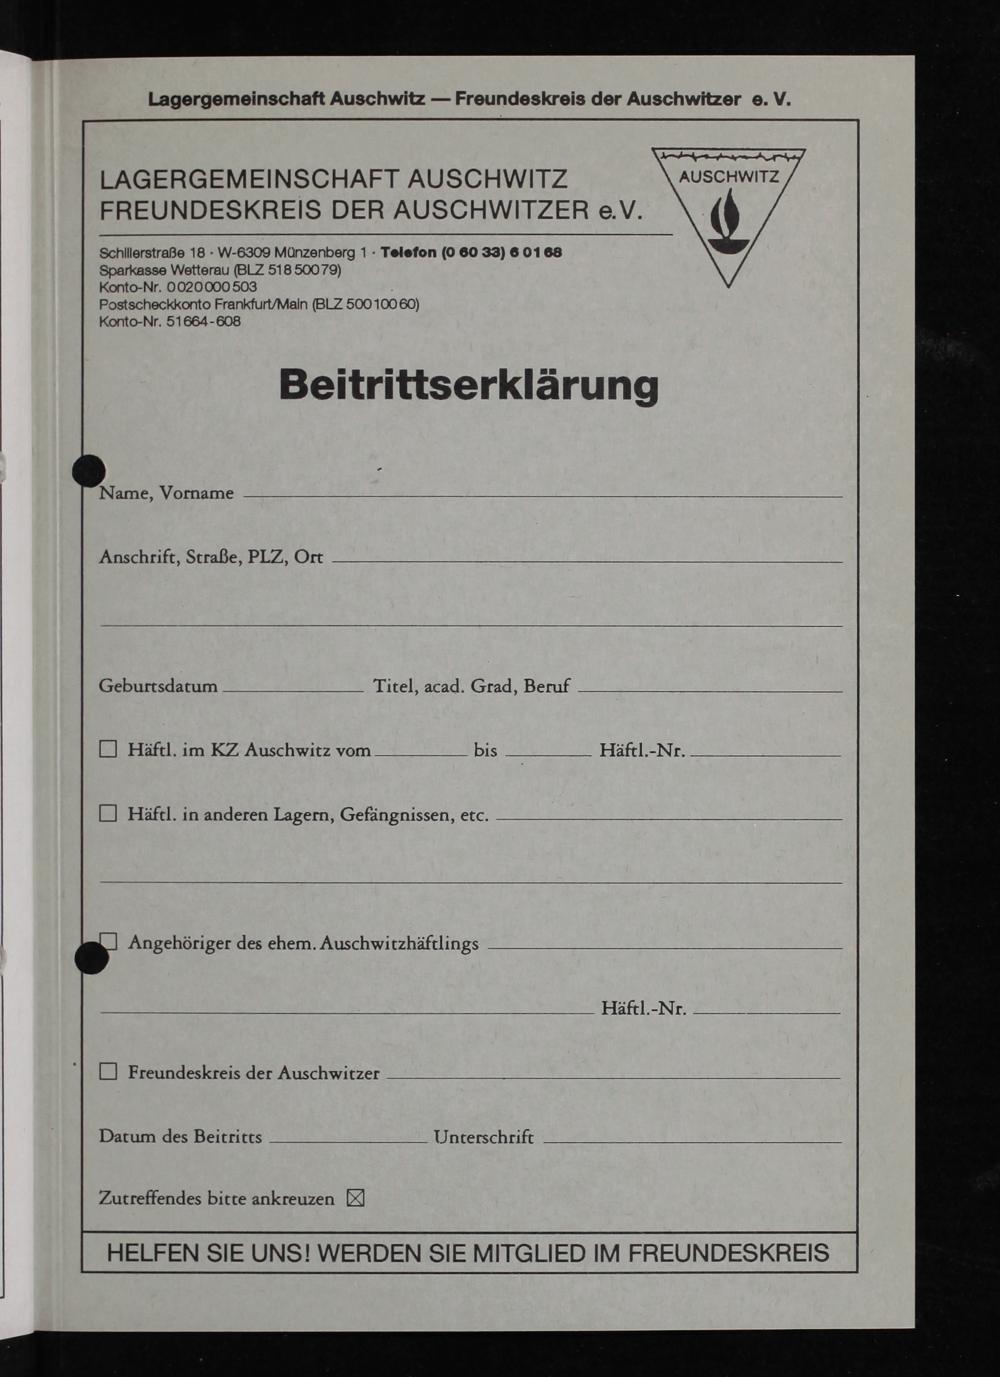 Lagergemeinschaft Auschwitz — Freundeskreis der Auschwitzer e. V.
LAGERGEMEINSCHAFT AUSCHWITZ
FREUNDESKREIS DER AUSCHWITZER e.V.
AUSCHWITZ
Schillerstraße 18 · W-6309 Münzenberg 1 · Telefon (0 60 33) 6 01 68
Sparkasse Wetterau (BLZ 518 500 79)
Konto-Nr. 0 020 000 503
Postscheckkonto Frankfurt/Main (BLZ 500 100 60)
Konto-Nr. 51 664-608
Beitrittserklärung
Name, Vorname
Anschrift, Straße, PLZ, Ort
Geburtsdatum Titel, acad. Grad, Beruf
☐ Häftl. im KZ Auschwitz vom bis Häftl.-Nr.
☐ Häftl. in anderen Lagern, Gefängnissen, etc.
☐ Angehöriger des ehem. Auschwitzhäftlings
Häftl.-Nr.
☐ Freundeskreis der Auschwitzer
Datum des Beitritts Unterschrift
Zutreffendes bitte ankreuzen ☒
HELFEN SIE UNS! WERDEN SIE MITGLIED IM FREUNDESKREIS